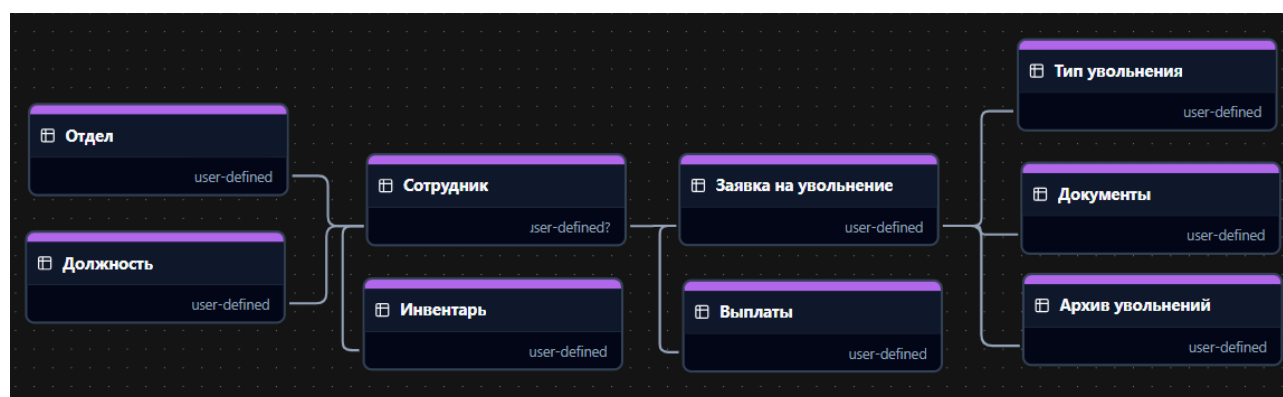 Отдел
user-defined
Должность
user-defined
Сотрудник
user-defined?
Инвентарь
user-defined
Заявка на увольнение
user-defined
Выплаты
user-defined
Тип увольнения
user-defined
Документы
user-defined
Архив увольнений
user-defined